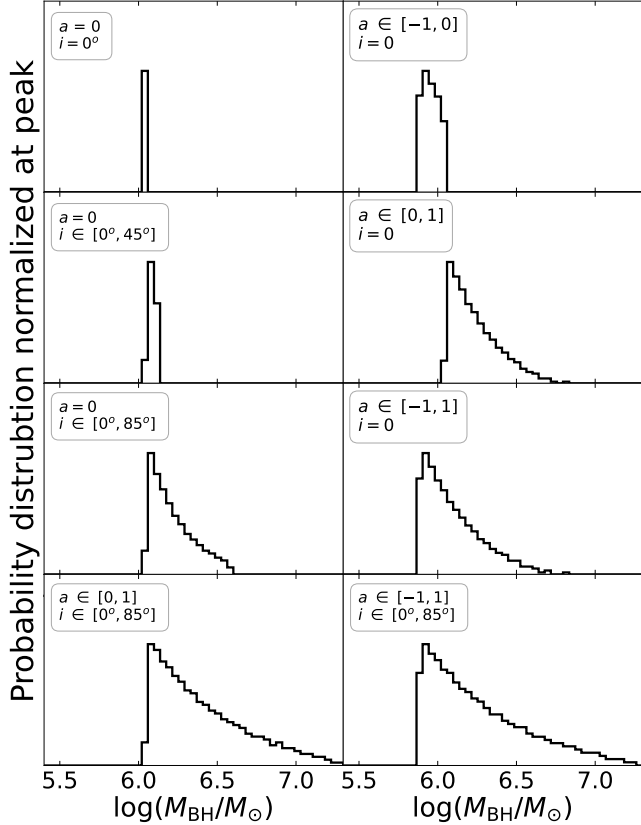 Probability distrubtion normalized at peak
a = 0
i = 0°
a ∈ [−1, 0]
i = 0
a = 0
i ∈ [0°, 45°]
a ∈ [0, 1]
i = 0
a = 0
i ∈ [0°, 85°]
a ∈ [−1, 1]
i = 0
a ∈ [0, 1]
i ∈ [0°, 85°]
a ∈ [−1, 1]
i ∈ [0°, 85°]
5.5 6.0 6.5 7.0 5.5 6.0 6.5 7.0
log(M_BH/M_⊙) log(M_BH/M_⊙)